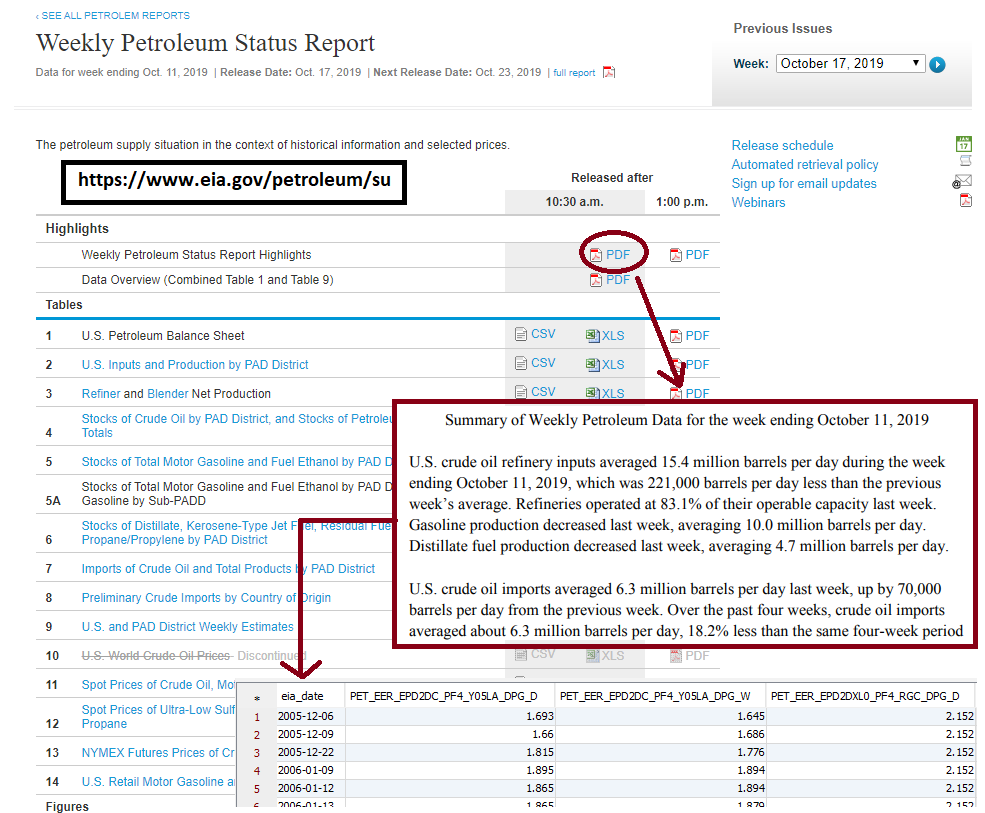 ‹ SEE ALL PETROLEM REPORTS
Weekly Petroleum Status Report
Data for week ending Oct. 11, 2019 | Release Date: Oct. 17, 2019 | Next Release Date: Oct. 23, 2019 | full report
Previous Issues
Week: October 17, 2019
The petroleum supply situation in the context of historical information and selected prices.
https://www.eia.gov/petroleum/su
Release schedule
Automated retrieval policy
Sign up for email updates
Webinars
Released after
10:30 a.m. 1:00 p.m.
Highlights
Weekly Petroleum Status Report Highlights PDF PDF
Data Overview (Combined Table 1 and Table 9) PDF
Tables
1 U.S. Petroleum Balance Sheet CSV XLS PDF
2 U.S. Inputs and Production by PAD District CSV XLS PDF
3 Refiner and Blender Net Production CSV XLS PDF
4 Stocks of Crude Oil by PAD District, and Stocks of Petroleu
Totals
5 Stocks of Total Motor Gasoline and Fuel Ethanol by PAD D
5A Stocks of Total Motor Gasoline and Fuel Ethanol by PAD D
Gasoline by Sub-PADD
6 Stocks of Distillate, Kerosene-Type Jet Fuel, Residual Fue
Propane/Propylene by PAD District
7 Imports of Crude Oil and Total Products by PAD District
8 Preliminary Crude Imports by Country of Origin
9 U.S. and PAD District Weekly Estimates
10 U.S. World Crude Oil Prices Discontinued CSV XLS PDF
11 Spot Prices of Crude Oil, Mot
12 Spot Prices of Ultra-Low Sulf
Propane
13 NYMEX Futures Prices of Cr
14 U.S. Retail Motor Gasoline a
Figures
Summary of Weekly Petroleum Data for the week ending October 11, 2019
U.S. crude oil refinery inputs averaged 15.4 million barrels per day during the week
ending October 11, 2019, which was 221,000 barrels per day less than the previous
week’s average. Refineries operated at 83.1% of their operable capacity last week.
Gasoline production decreased last week, averaging 10.0 million barrels per day.
Distillate fuel production decreased last week, averaging 4.7 million barrels per day.
U.S. crude oil imports averaged 6.3 million barrels per day last week, up by 70,000
barrels per day from the previous week. Over the past four weeks, crude oil imports
averaged about 6.3 million barrels per day, 18.2% less than the same four-week period
* eia_date PET_EER_EPD2DC_PF4_Y05LA_DPG_D PET_EER_EPD2DC_PF4_Y05LA_DPG_W PET_EER_EPD2DXL0_PF4_RGC_DPG_D
1 2005-12-06 1.693 1.645 2.152
2 2005-12-09 1.66 1.686 2.152
3 2005-12-22 1.815 1.776 2.152
4 2006-01-09 1.895 1.894 2.152
5 2006-01-12 1.865 1.894 2.152
6 2006-01-13 1.865 1.879 2.152